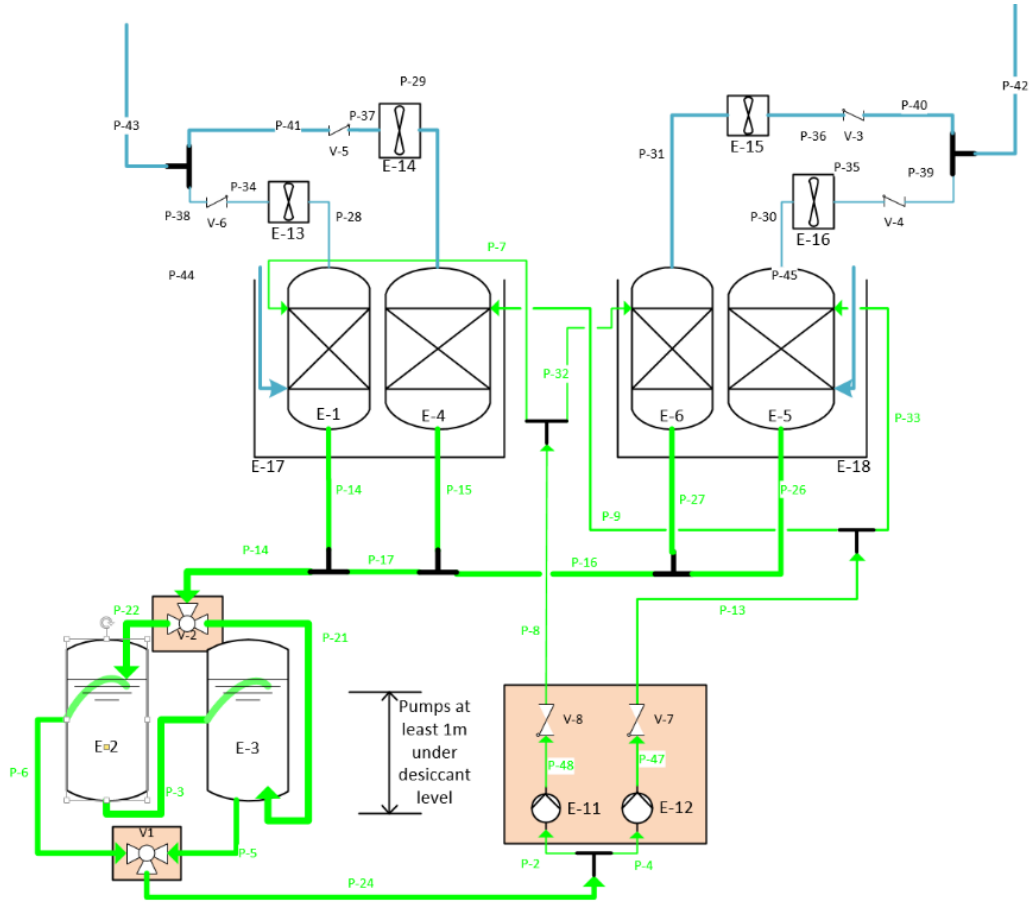 P-29
P-42
P-43
P-41
P-37
P-40
V-5
P-36
V-3
E-14
E-15
P-31
P-34
P-35
P-39
P-38
V-6
P-28
P-30
V-4
E-13
E-16
P-7
P-44
P-45
P-32
E-1
E-4
E-6
E-5
P-33
E-17
E-18
P-14
P-15
P-27
P-26
P-9
P-14
P-17
P-16
P-22
P-13
V-2
P-21
P-8
Pumps at
least 1m
under
desiccant
level
V-8
V-7
E-2
E-3
P-6
P-3
P-48
P-47
E-11
E-12
V1
P-5
P-2
P-4
P-24